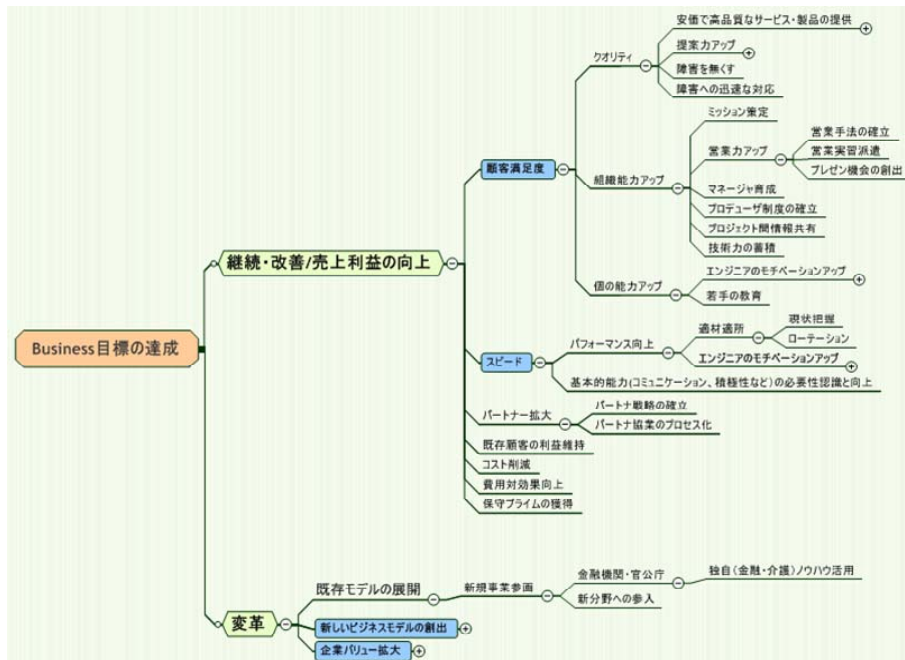 Business目標の達成
継続・改善/売上利益の向上
顧客満足度
クオリティ
安価で高品質なサービス・製品の提供
提案力アップ
障害を無くす
障害への迅速な対応
組織能力アップ
ミッション策定
営業力アップ
営業手法の確立
営業実習派遣
プレゼン機会の創出
マネージャ育成
プロデューザ制度の確立
プロジェクト間情報共有
技術力の蓄積
個の能力アップ
エンジニアのモチベーションアップ
若手の教育
スピード
パフォーマンス向上
適材適所
現状把握
ローテーション
エンジニアのモチベーションアップ
基本的能力(コミュニケーション、積極性など)の必要性認識と向上
パートナー拡大
パートナ戦略の確立
パートナ協業のプロセス化
既存顧客の利益維持
コスト削減
費用対効果向上
保守プライムの獲得
変革
既存モデルの展開
新規事業参画
金融機関・官公庁
独自(金融・介護)ノウハウ活用
新分野への参入
新しいビジネスモデルの創出
企業バリュー拡大